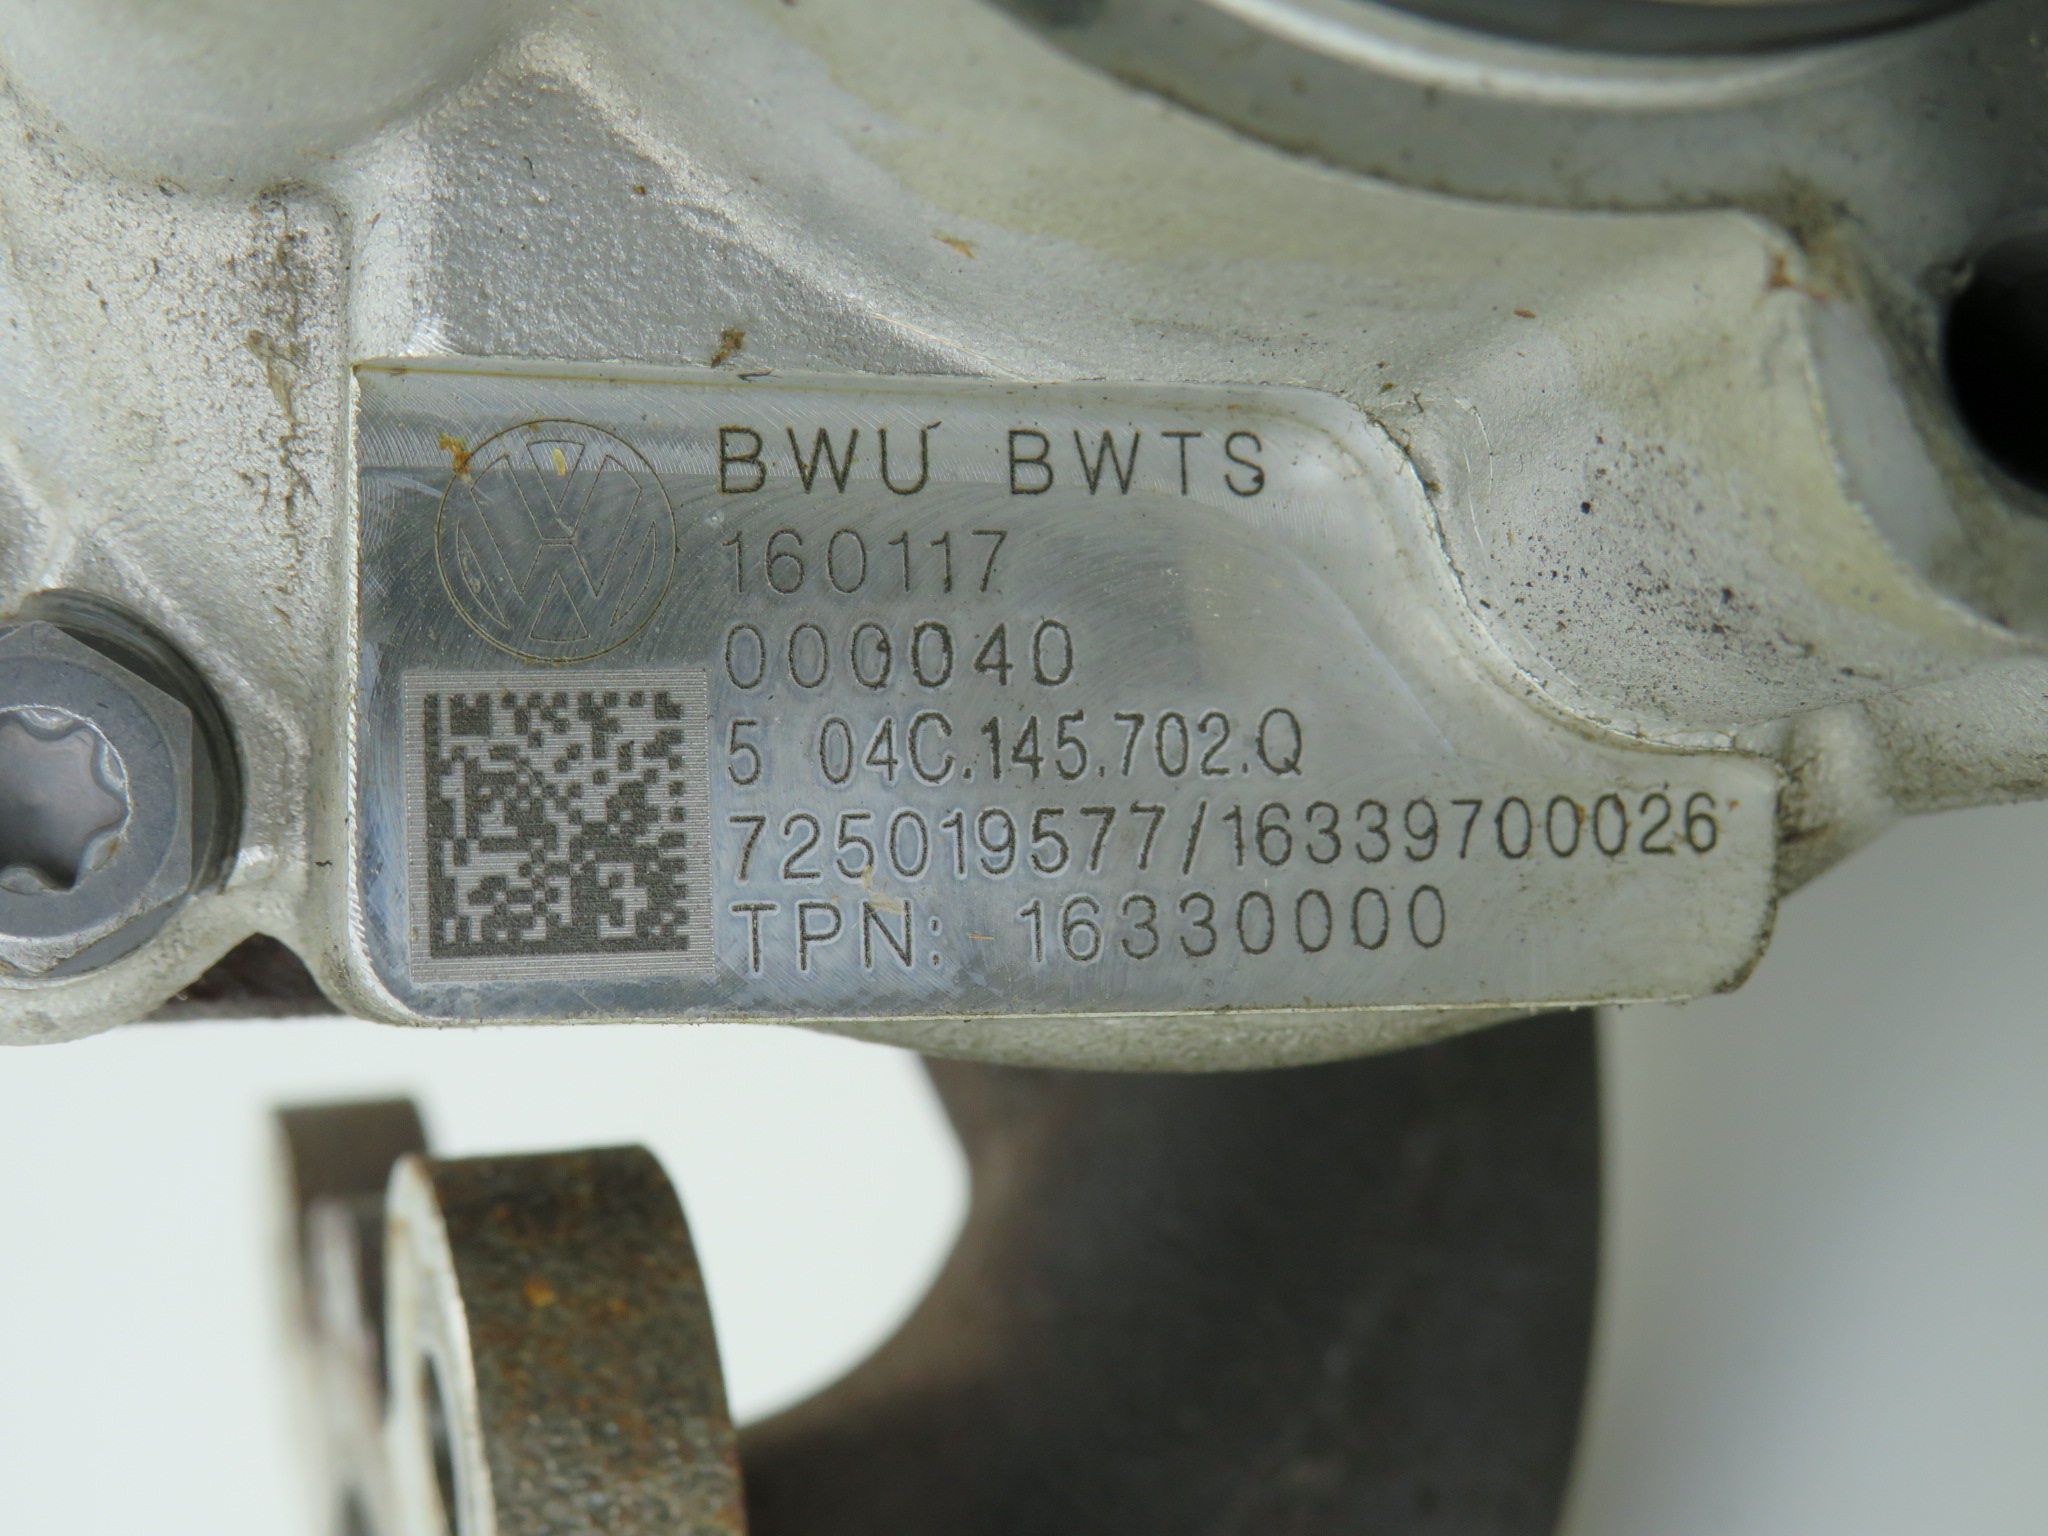 BWU BWTS
160117
000040
5 04C.145.702.Q
725019577/16339700026
TPN: 16330000